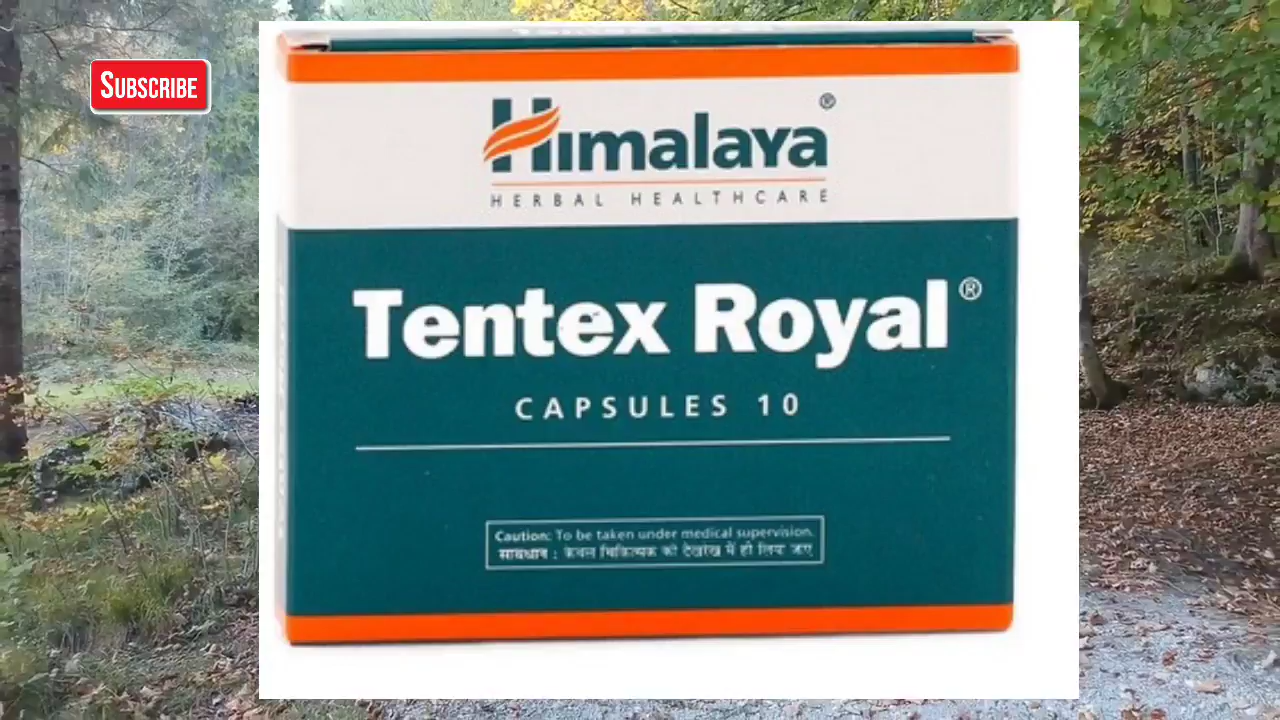 SUBSCRIBE
Himalaya®
HERBAL HEALTHCARE
Tentex Royal®
CAPSULES 10
Caution: To be taken under medical supervision.
सावधान : केवल चिकित्सक की देखरेख में ही लिया जाए